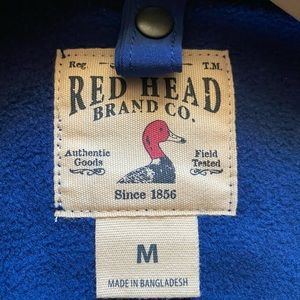 Reg. T.M.
RED HEAD
BRAND CO.
Authentic Field
Goods Tested
Since 1856
M
MADE IN BANGLADESH